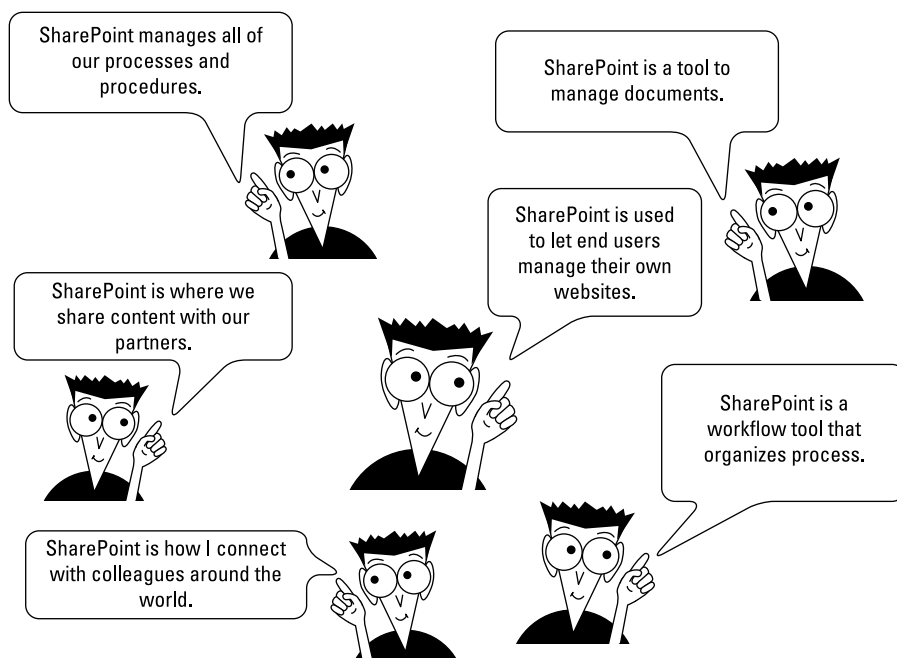 SharePoint manages all of
our processes and
procedures.
SharePoint is a tool to
manage documents.
SharePoint is used
to let end users
manage their own
websites.
SharePoint is where we
share content with our
partners.
SharePoint is a
workflow tool that
organizes process.
SharePoint is how I connect
with colleagues around the
world.